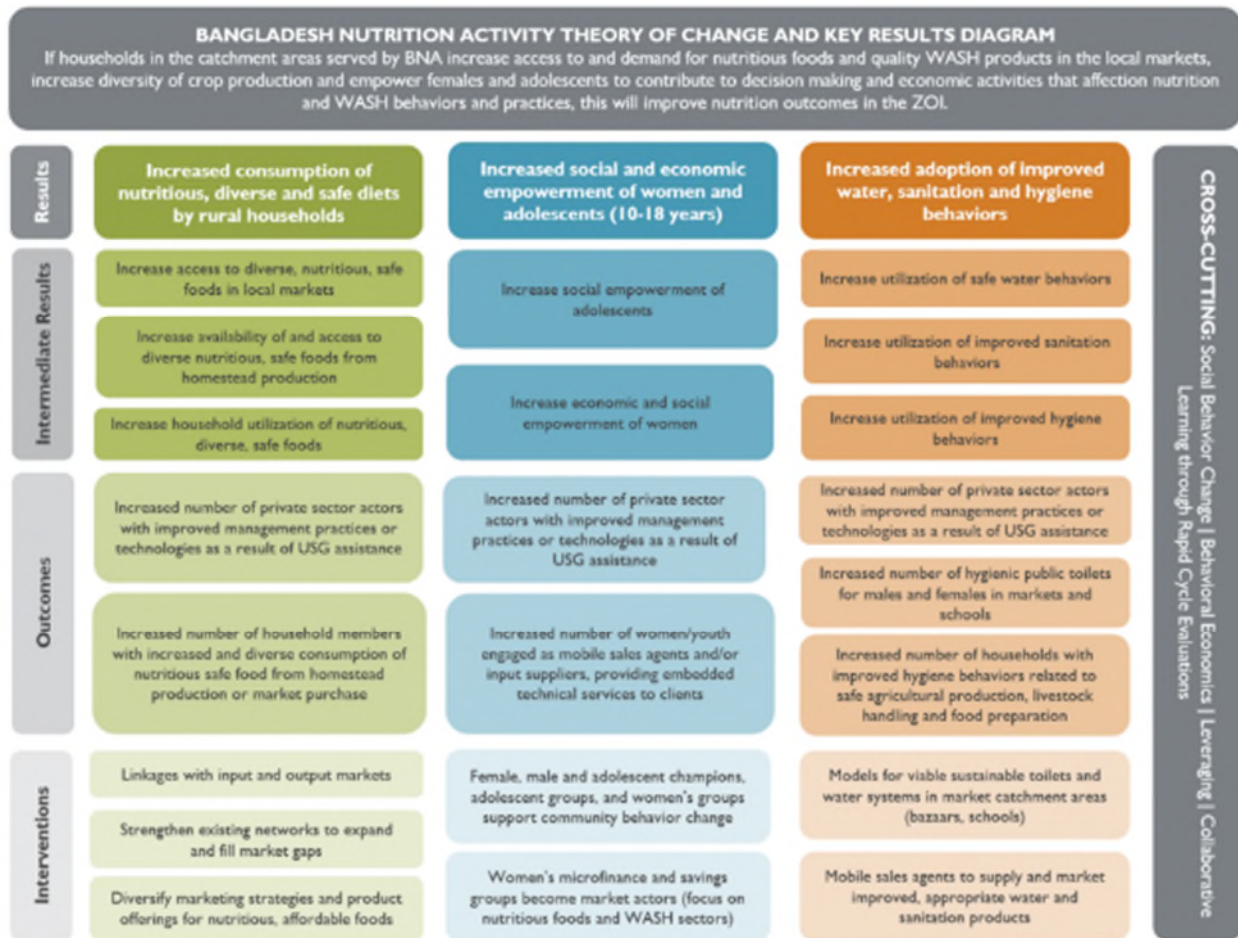 BANGLADESH NUTRITION ACTIVITY THEORY OF CHANGE AND KEY RESULTS DIAGRAM
If households in the catchment areas served by BNA increase access to and demand for nutritious foods and quality WASH products in the local markets,
increase diversity of crop production and empower females and adolescents to contribute to decision making and economic activities that affection nutrition
and WASH behaviors and practices, this will improve nutrition outcomes in the ZOI.
Results
Increased consumption of
nutritious, diverse and safe diets
by rural households
Increased social and economic
empowerment of women and
adolescents (10-18 years)
Increased adoption of improved
water, sanitation and hygiene
behaviors
Intermediate Results
Increase access to diverse, nutritious, safe
foods in local markets
Increase availability of and access to
diverse nutritious, safe foods from
homestead production
Increase household utilization of nutritious,
diverse, safe foods
Increase social empowerment of
adolescents
Increase economic and social
empowerment of women
Increase utilization of safe water behaviors
Increase utilization of improved sanitation
behaviors
Increase utilization of improved hygiene
behaviors
Outcomes
Increased number of private sector actors
with improved management practices or
technologies as a result of USG assistance
Increased number of household members
with increased and diverse consumption of
nutritious safe food from homestead
production or market purchase
Increased number of private sector
actors with improved management
practices or technologies as a result of
USG assistance
Increased number of women/youth
engaged as mobile sales agents and/or
input suppliers, providing embedded
technical services to clients
Increased number of private sector actors
with improved management practices or
technologies as a result of USG assistance
Increased number of hygienic public toilets
for males and females in markets and
schools
Increased number of households with
improved hygiene behaviors related to
safe agricultural production, livestock
handling and food preparation
Interventions
Linkages with input and output markets
Strengthen existing networks to expand
and fill market gaps
Diversify marketing strategies and product
offerings for nutritious, affordable foods
Female, male and adolescent champions,
adolescent groups, and women's groups
support community behavior change
Women's microfinance and savings
groups become market actors (focus on
nutritious foods and WASH sectors)
Models for viable sustainable toilets and
water systems in market catchment areas
(bazaars, schools)
Mobile sales agents to supply and market
improved, appropriate water and
sanitation products
CROSS-CUTTING: Social Behavior Change | Behavioral Economics | Leveraging | Collaborative
Learning through Rapid Cycle Evaluations